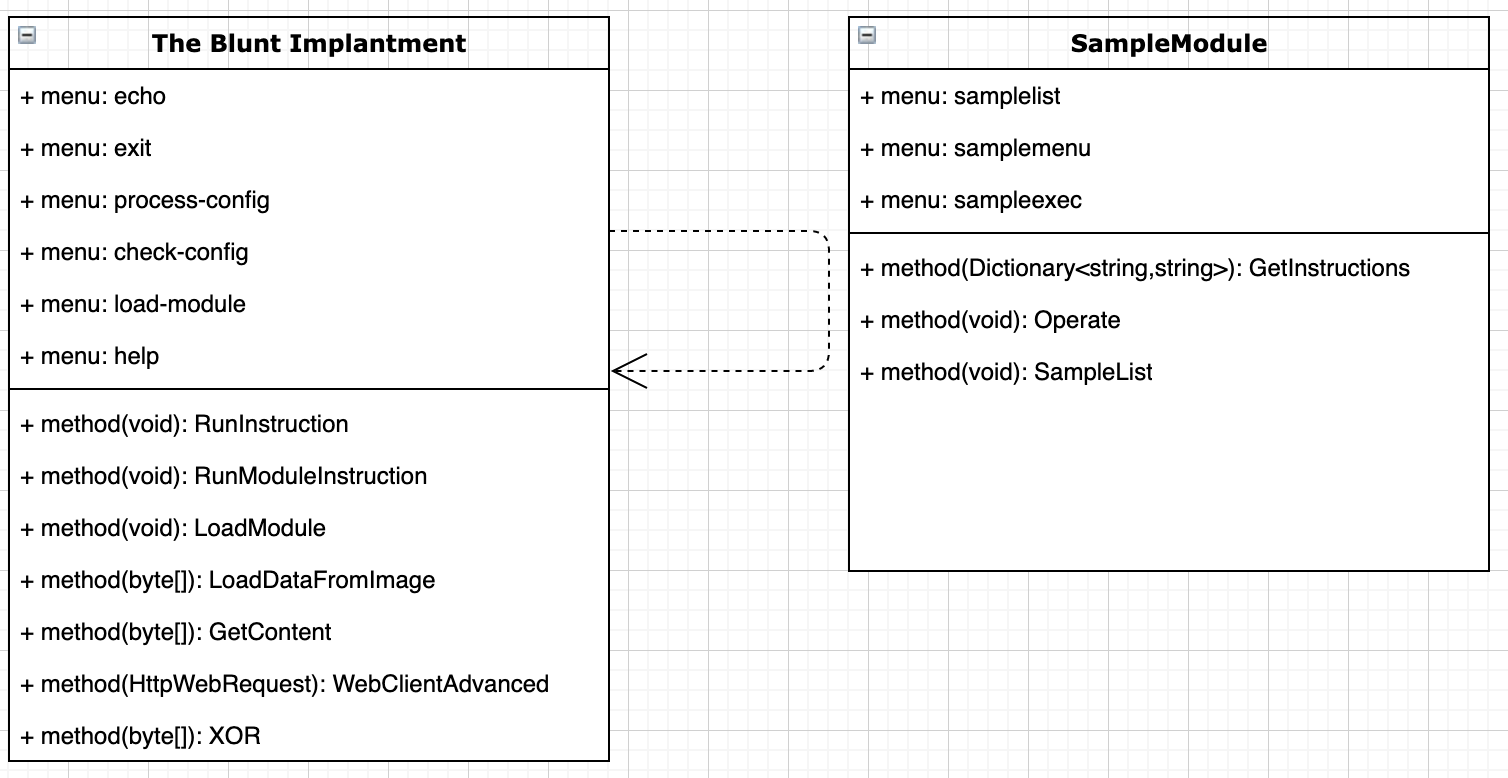 The Blunt Implantment
+ menu: echo
+ menu: exit
+ menu: process-config
+ menu: check-config
+ menu: load-module
+ menu: help
+ method(void): RunInstruction
+ method(void): RunModuleInstruction
+ method(void): LoadModule
+ method(byte[]): LoadDataFromImage
+ method(byte[]): GetContent
+ method(HttpWebRequest): WebClientAdvanced
+ method(byte[]): XOR
SampleModule
+ menu: samplelist
+ menu: samplemenu
+ menu: sampleexec
+ method(Dictionary<string,string>): GetInstructions
+ method(void): Operate
+ method(void): SampleList